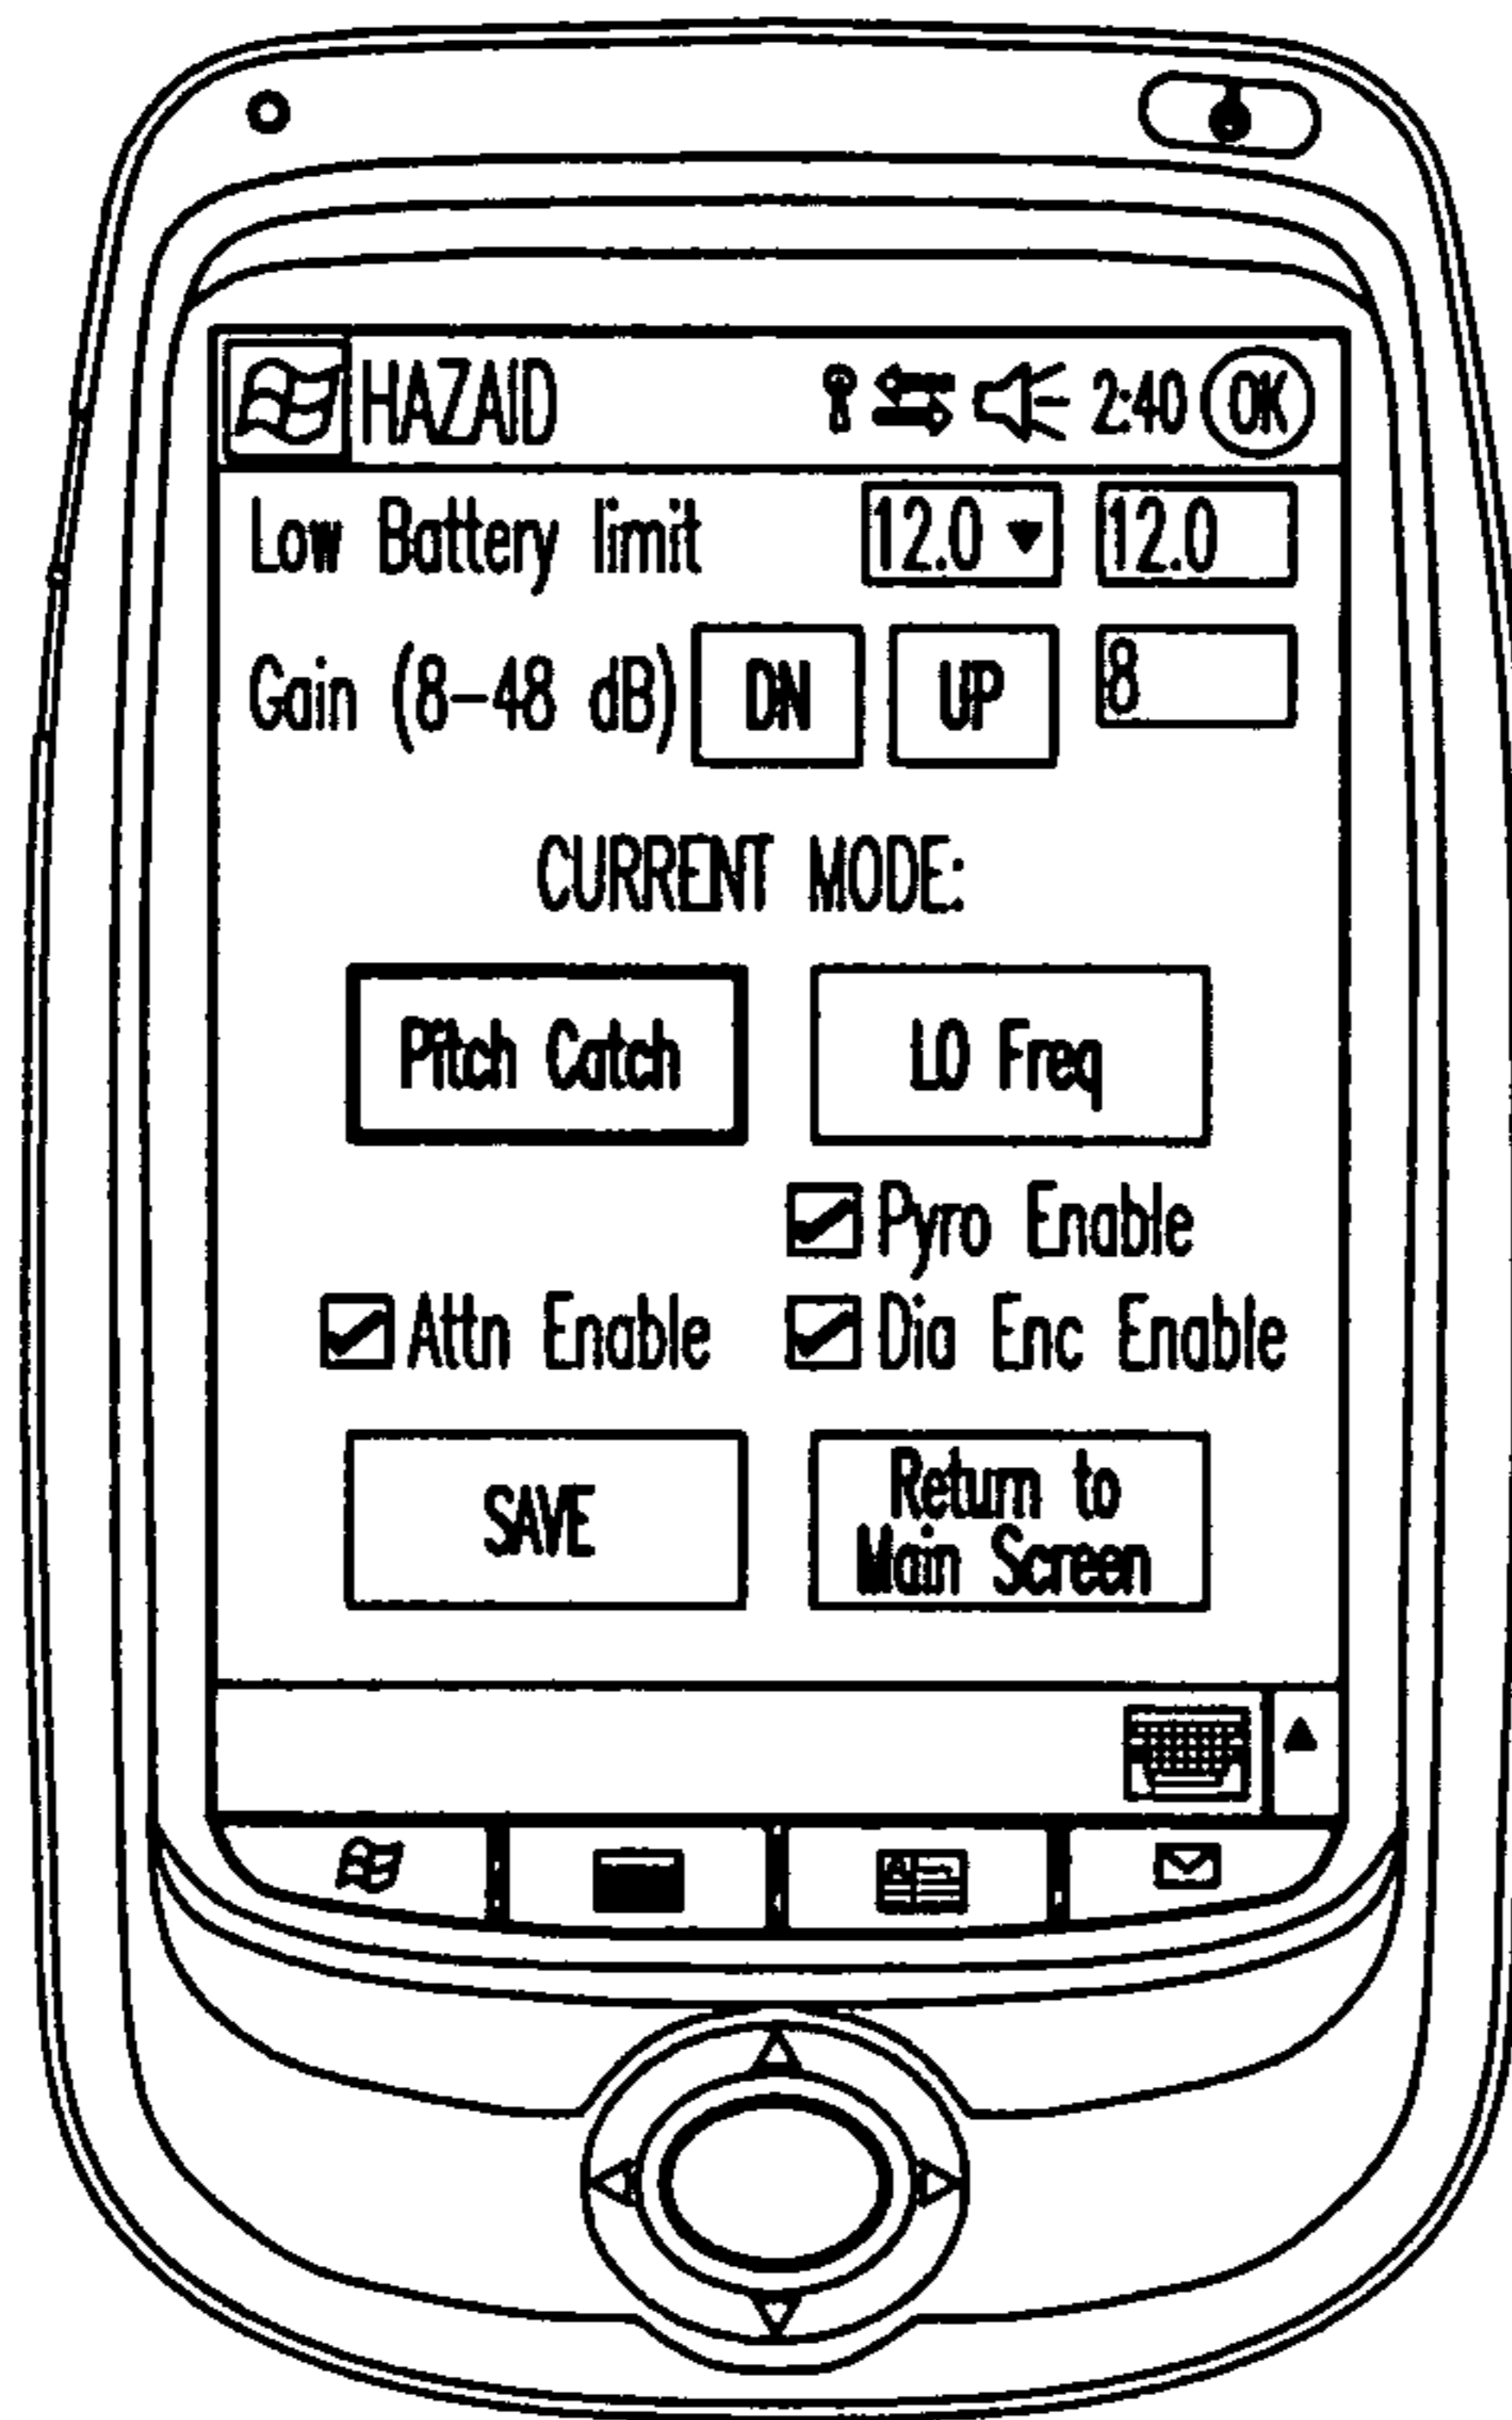 HAZAID 2:40 OK
Low Battery limit 12.0 12.0
Gain (8-48 dB) DN UP 8
CURRENT MODE:
Pitch Catch LO Freq
Pyro Enable
Attn Enable Dia Enc Enable
SAVE Return to
Main Screen